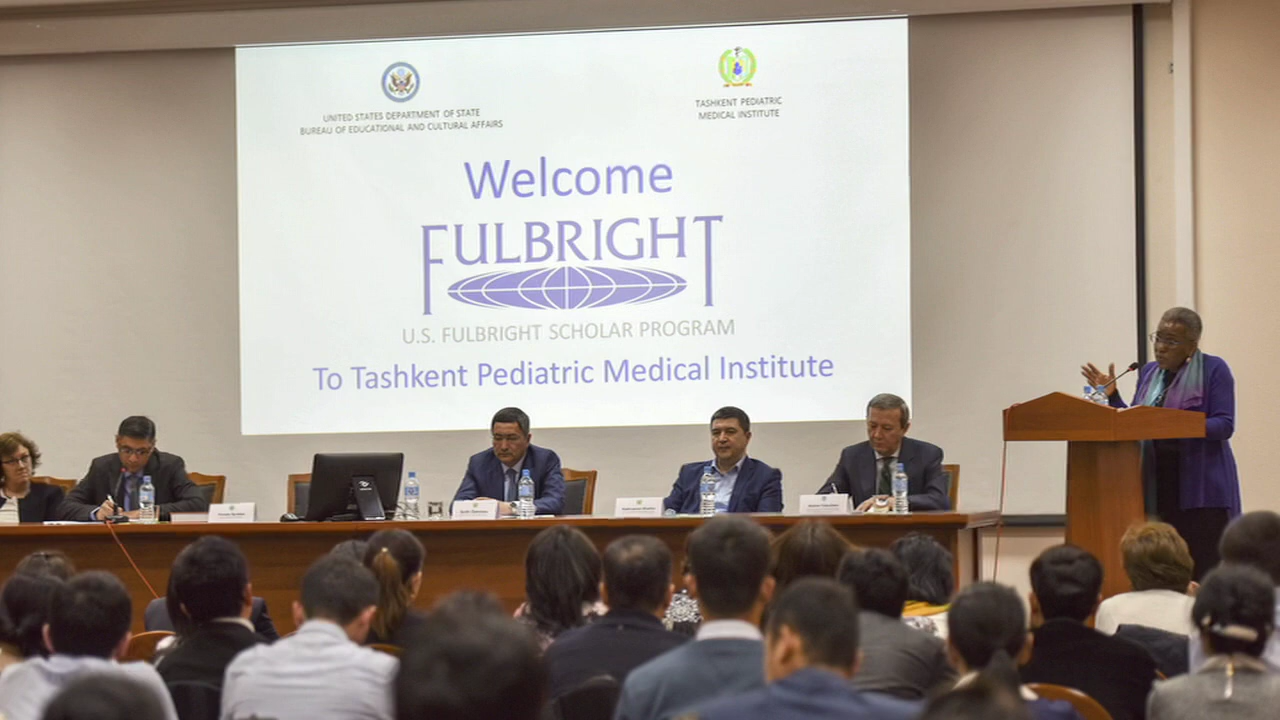 UNITED STATES DEPARTMENT OF STATE
BUREAU OF EDUCATIONAL AND CULTURAL AFFAIRS
TASHKENT PEDIATRIC
MEDICAL INSTITUTE
Welcome
FULBRIGHT
U.S. FULBRIGHT SCHOLAR PROGRAM
To Tashkent Pediatric Medical Institute